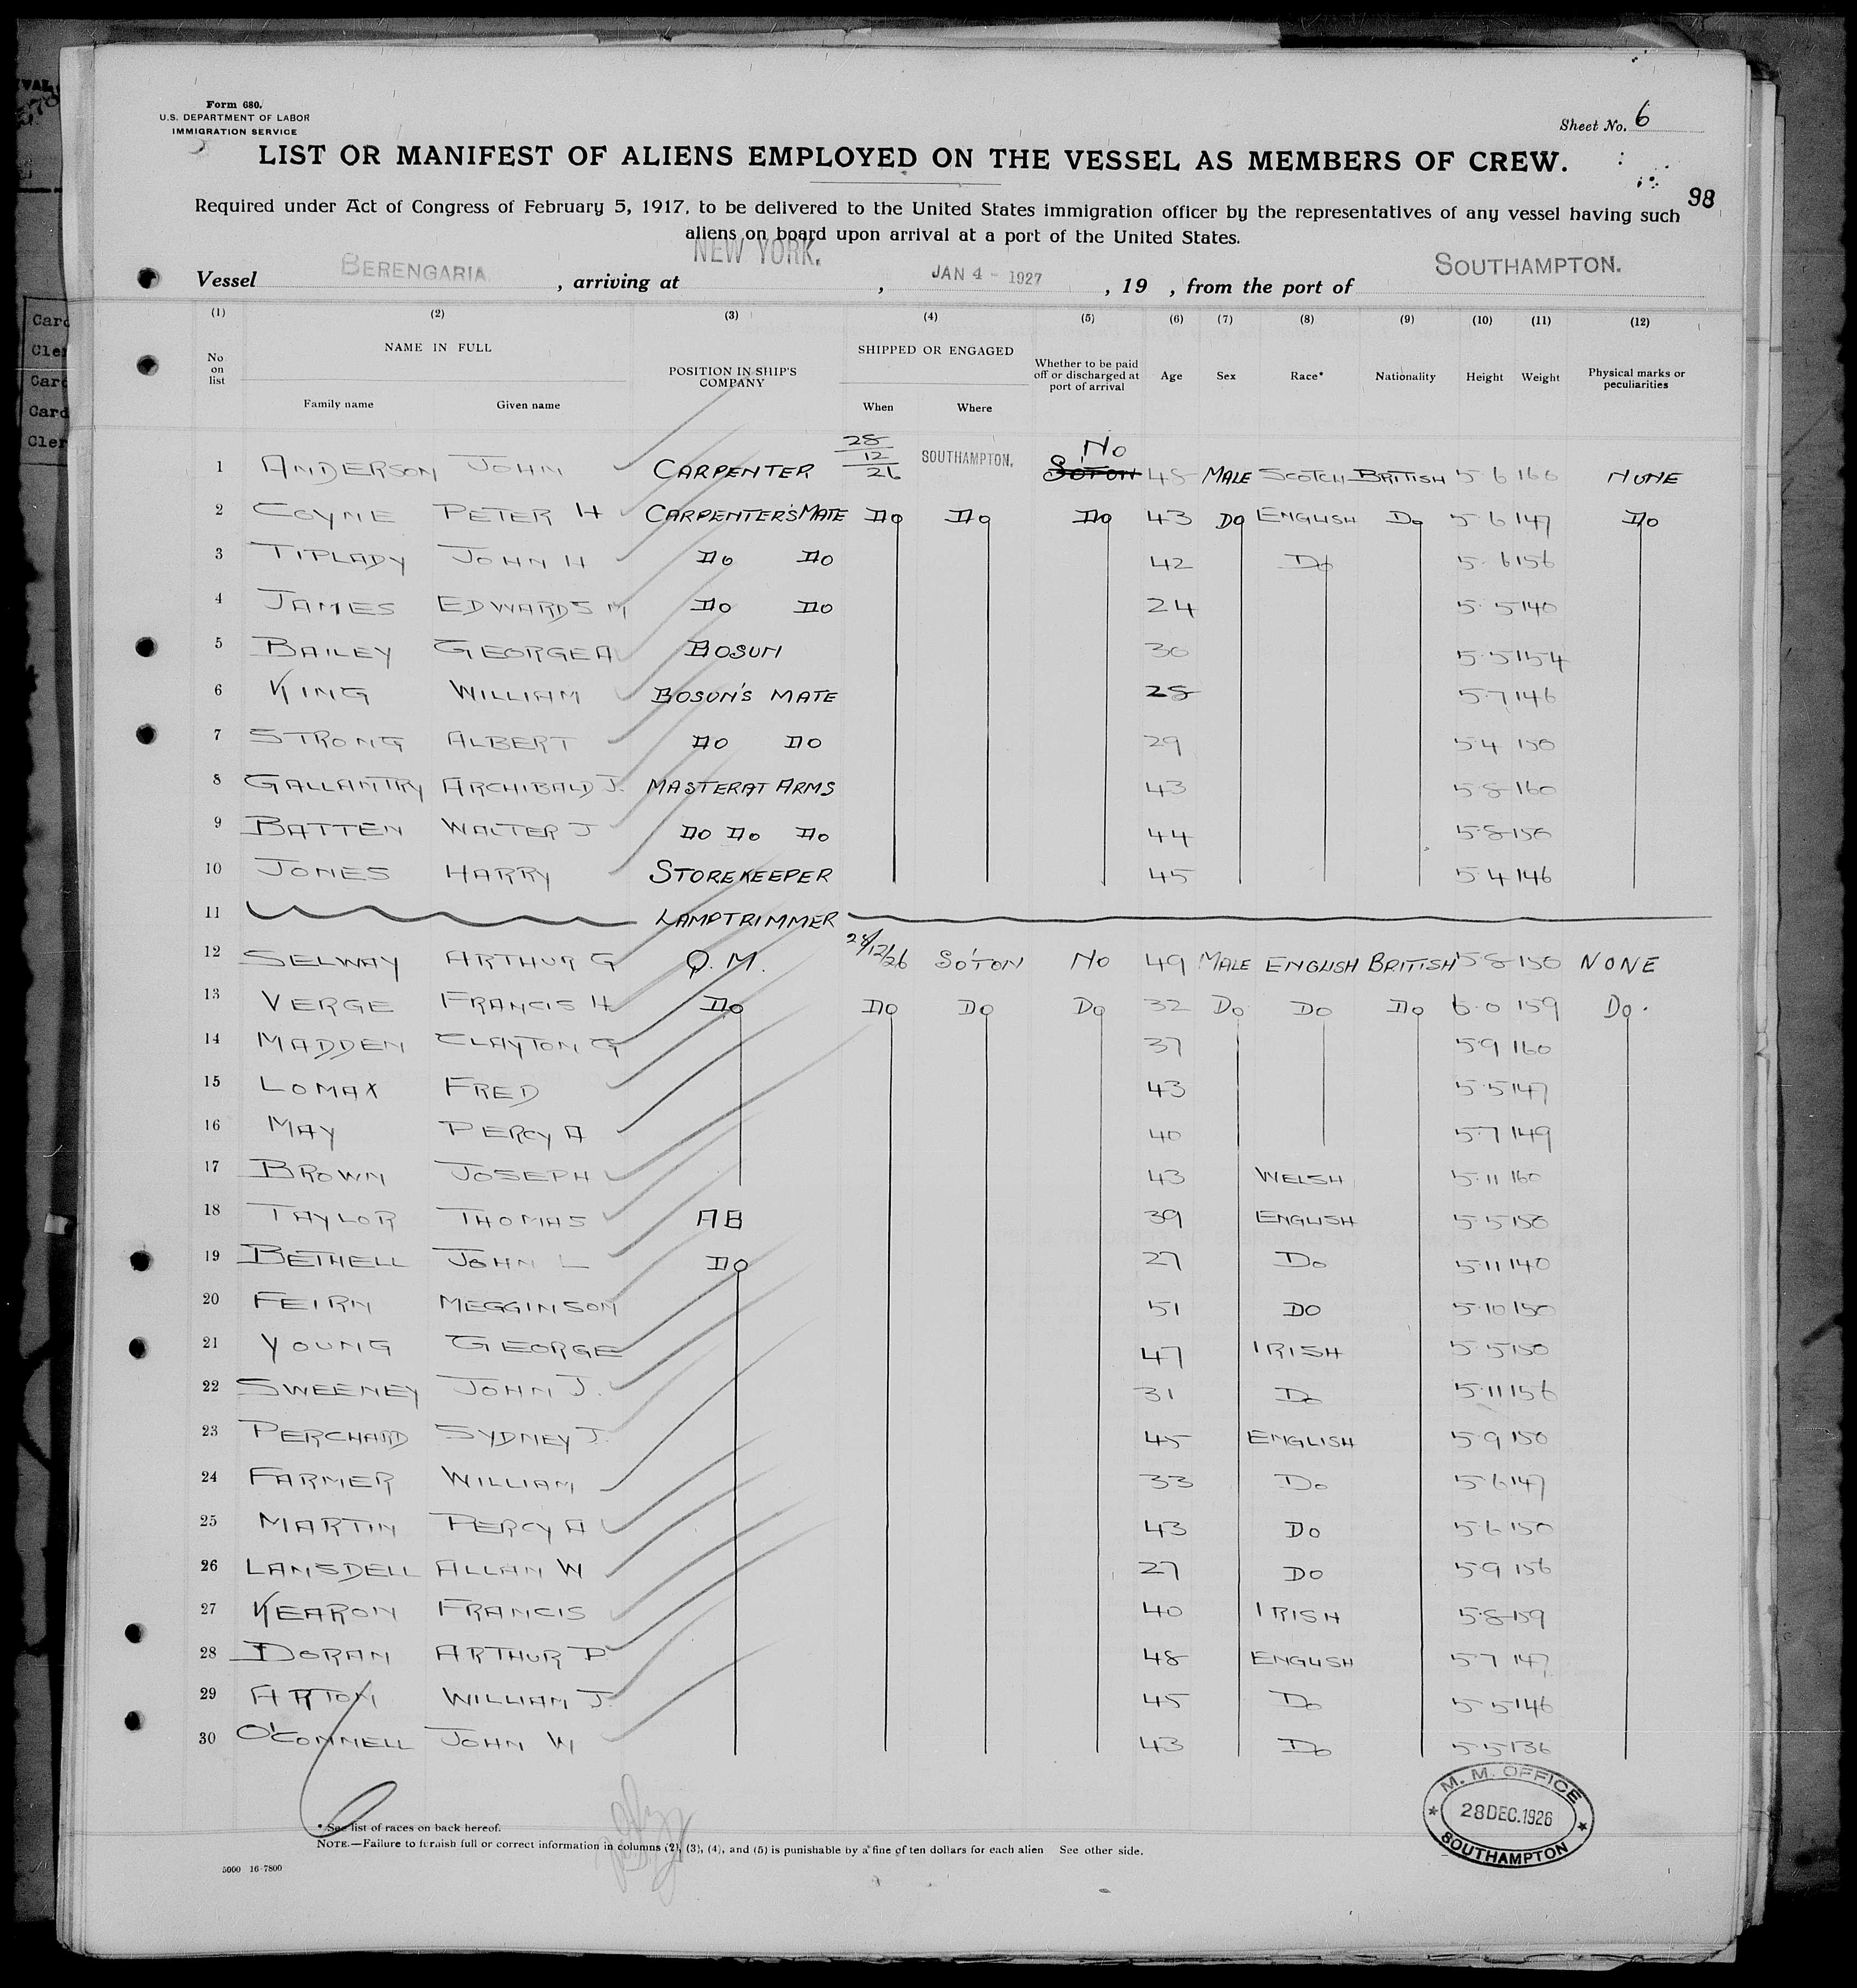 Form 680.
U.S. DEPARTMENT OF LABOR
IMMIGRATION SERVICE
Sheet No. 6
LIST OR MANIFEST OF ALIENS EMPLOYED ON THE VESSEL AS MEMBERS OF CREW.
98
Required under Act of Congress of February 5, 1917, to be delivered to the United States immigration officer by the representatives of any vessel having such
aliens on board upon arrival at a port of the United States.
Vessel BERENGARIA , arriving at NEW YORK. , JAN 4 - 1927 , 19 , from the port of SOUTHAMPTON.
(1) (2) (3) (4) (5) (6) (7) (8) (9) (10) (11) (12)
No on list NAME IN FULL POSITION IN SHIP'S COMPANY SHIPPED OR ENGAGED Whether to be paid off or discharged at port of arrival Age Sex Race* Nationality Height Weight Physical marks or peculiarities
Family name Given name When Where
1 ANDERSON JOHN CARPENTER 28/12/26 SOUTHAMPTON. SOTON No 48 MALE SCOTCH BRITISH 5 6 166 NONE
2 COYNE PETER H CARPENTER'S MATE Do Do Do 43 Do ENGLISH Do 5 6 147 Do
3 TIPLADY JOHN H Do Do 42 Do 5 6 156
4 JAMES EDWARDS M Do Do 24 5 5 140
5 BAILEY GEORGE A BOSUN 30 5 5 154
6 KING WILLIAM BOSUN'S MATE 28 5 7 146
7 STRONG ALBERT Do Do 29 5 4 150
8 GALLANTRY ARCHIBALD J. MASTER AT ARMS 43 5 8 160
9 BATTEN WALTER J Do Do Do 44 5 8 156
10 JONES HARRY STOREKEEPER 45 5 4 146
11 LAMPTRIMMER
12 SELWAY ARTHUR G Q.M. 28/12/26 SO'TON No 49 MALE ENGLISH BRITISH 5 8 150 NONE
13 VERGE FRANCIS H Do Do Do Do 32 Do Do Do 6 0 159 Do.
14 MADDEN CLAYTON G 37 5 9 160
15 LOMAX FRED 43 5 5 147
16 MAY PERCY A 40 5 7 149
17 BROWN JOSEPH 43 WELSH 5 11 160
18 TAYLOR THOMAS AB 39 ENGLISH 5 5 150
19 BETHELL JOHN L Do 27 Do 5 11 140
20 FEIRN MEGGINSON 51 DO 5 10 150
21 YOUNG GEORGE 47 IRISH 5 5 150
22 SWEENEY JOHN J. 31 Do 5 11 156
23 PERCHARD SYDNEY J. 45 ENGLISH 5 9 150
24 FARMER WILLIAM 33 Do 5 6 147
25 MARTIN PERCY A 43 Do 5 6 150
26 LANSDELL ALLAN W 27 Do 5 9 156
27 KEARON FRANCIS 40 IRISH 5 8 159
28 DORAN ARTHUR P 48 ENGLISH 5 7 147
29 ARTON WILLIAM J. 45 Do 5 5 146
30 O'CONNELL JOHN W 43 Do 5 5 136
M. M. OFFICE
28 DEC. 1926
SOUTHAMPTON
* See list of races on back hereof.
NOTE.—Failure to furnish full or correct information in columns (2), (3), (4), and (5) is punishable by a fine of ten dollars for each alien See other side.
5000 16-7800